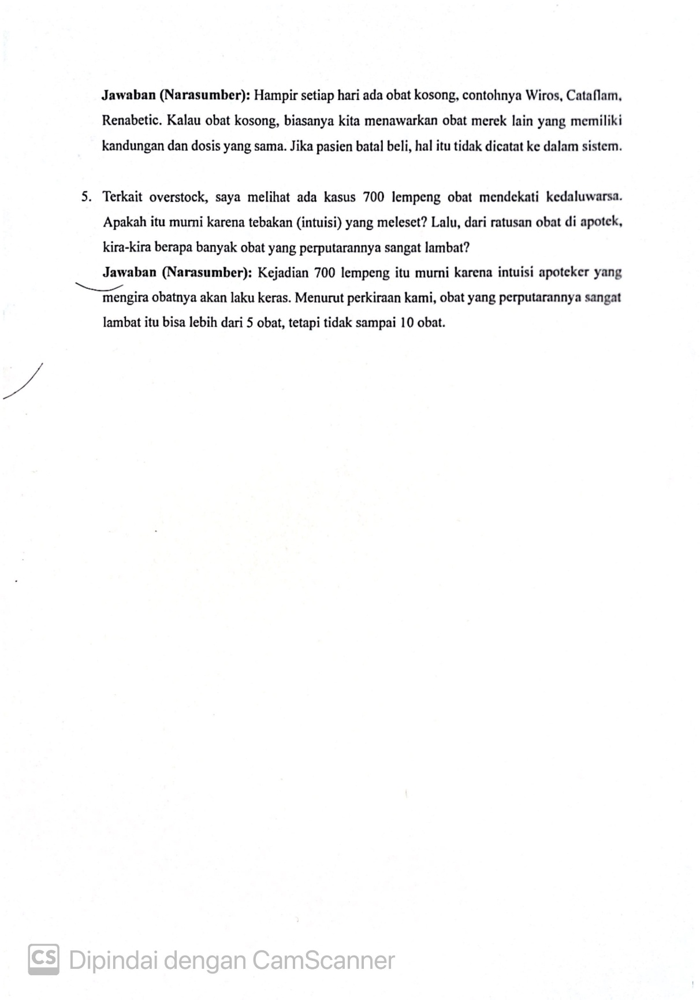 Jawaban (Narasumber): Hampir setiap hari ada obat kosong, contohnya Wiros, Cataflam,
Renabetic. Kalau obat kosong, biasanya kita menawarkan obat merek lain yang memiliki
kandungan dan dosis yang sama. Jika pasien batal beli, hal itu tidak dicatat ke dalam sistem.
5. Terkait overstock, saya melihat ada kasus 700 lempeng obat mendekati kedaluwarsa.
Apakah itu murni karena tebakan (intuisi) yang meleset? Lalu, dari ratusan obat di apotek,
kira-kira berapa banyak obat yang perputarannya sangat lambat?
Jawaban (Narasumber): Kejadian 700 lempeng itu murni karena intuisi apoteker yang
mengira obatnya akan laku keras. Menurut perkiraan kami, obat yang perputarannya sangat
lambat itu bisa lebih dari 5 obat, tetapi tidak sampai 10 obat.
CS Dipindai dengan CamScanner